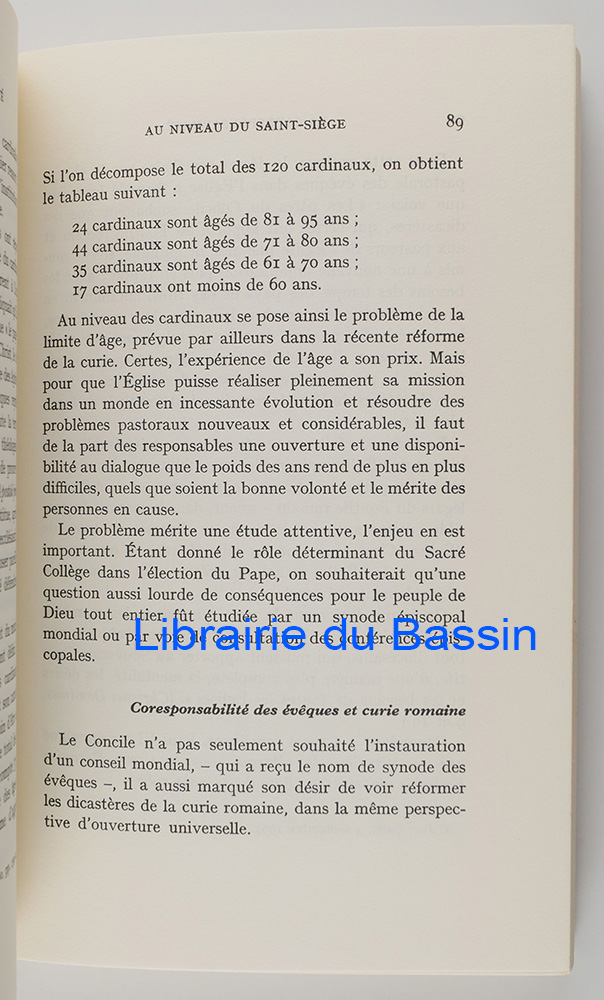 AU NIVEAU DU SAINT-SIÈGE 89
Si l'on décompose le total des 120 cardinaux, on obtient
le tableau suivant :
24 cardinaux sont âgés de 81 à 95 ans ;
44 cardinaux sont âgés de 71 à 80 ans ;
35 cardinaux sont âgés de 61 à 70 ans ;
17 cardinaux ont moins de 60 ans.
Au niveau des cardinaux se pose ainsi le problème de la
limite d'âge, prévue par ailleurs dans la récente réforme
de la curie. Certes, l'expérience de l'âge a son prix. Mais
pour que l'Église puisse réaliser pleinement sa mission
dans un monde en incessante évolution et résoudre des
problèmes pastoraux nouveaux et considérables, il faut
de la part des responsables une ouverture et une disponi-
bilité au dialogue que le poids des ans rend de plus en plus
difficiles, quels que soient la bonne volonté et le mérite des
personnes en cause.
Le problème mérite une étude attentive, l'enjeu en est
important. Étant donné le rôle déterminant du Sacré
Collège dans l'élection du Pape, on souhaiterait qu'une
question aussi lourde de conséquences pour le peuple de
Dieu tout entier fût étudiée par un synode épiscopal
mondial ou par voie de consultation des conférences épis-
copales.
Librairie du Bassin
Coresponsabilité des évêques et curie romaine
Le Concile n'a pas seulement souhaité l'instauration
d'un conseil mondial, – qui a reçu le nom de synode des
évêques –, il a aussi marqué son désir de voir réformer
les dicastères de la curie romaine, dans la même perspec-
tive d'ouverture universelle.